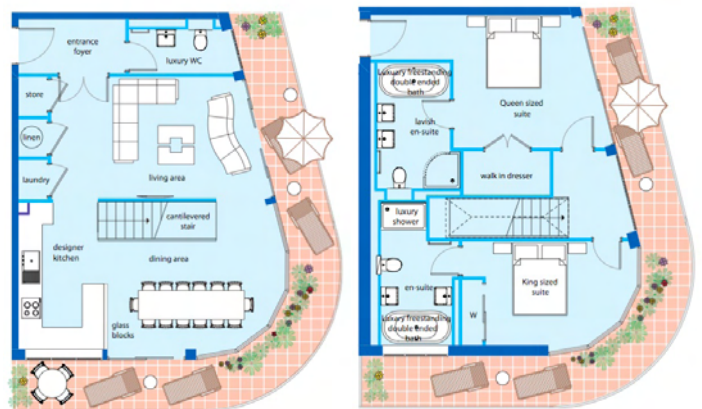 entrance
foyer
luxury WC
store
linen
laundry
living area
cantilevered
stair
designer
kitchen
dining area
glass
blocks
Luxury freestanding
double ended
bath
lavish
en-suite
Queen sized
suite
walk in dresser
luxury
shower
en-suite
King sized
suite
W
Luxury freestanding
double ended
bath